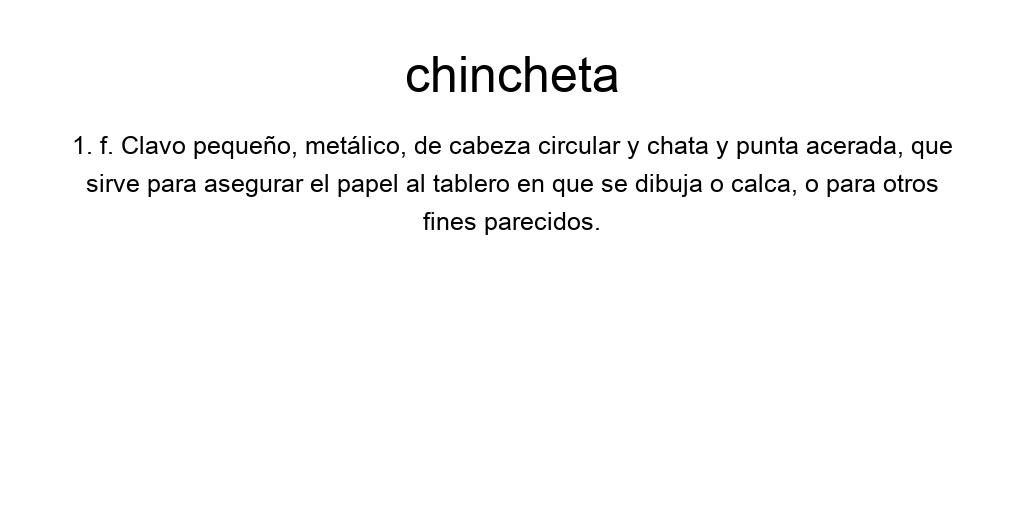 chincheta
1. f. Clavo pequeño, metálico, de cabeza circular y chata y punta acerada, que
sirve para asegurar el papel al tablero en que se dibuja o calca, o para otros
fines parecidos.